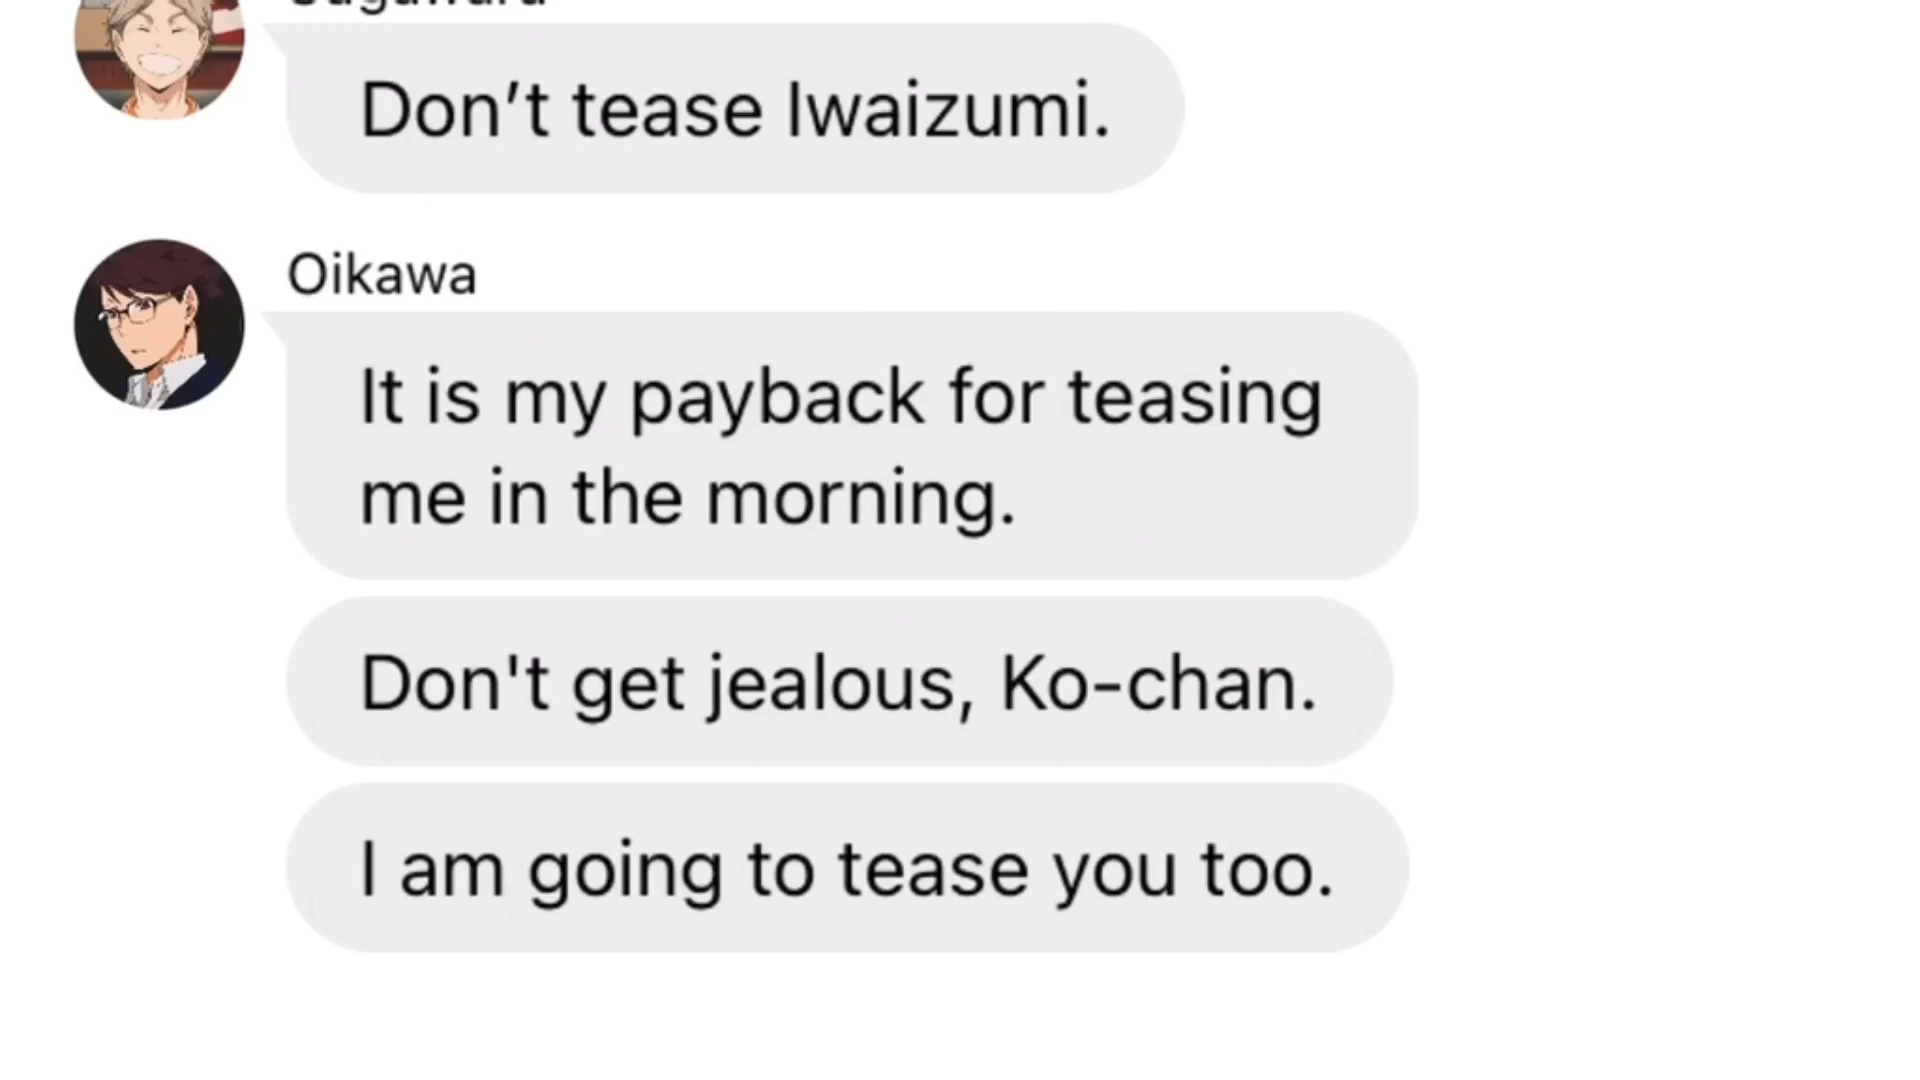 Sugawara
Don’t tease Iwaizumi.
Oikawa
It is my payback for teasing
me in the morning.
Don't get jealous, Ko-chan.
I am going to tease you too.